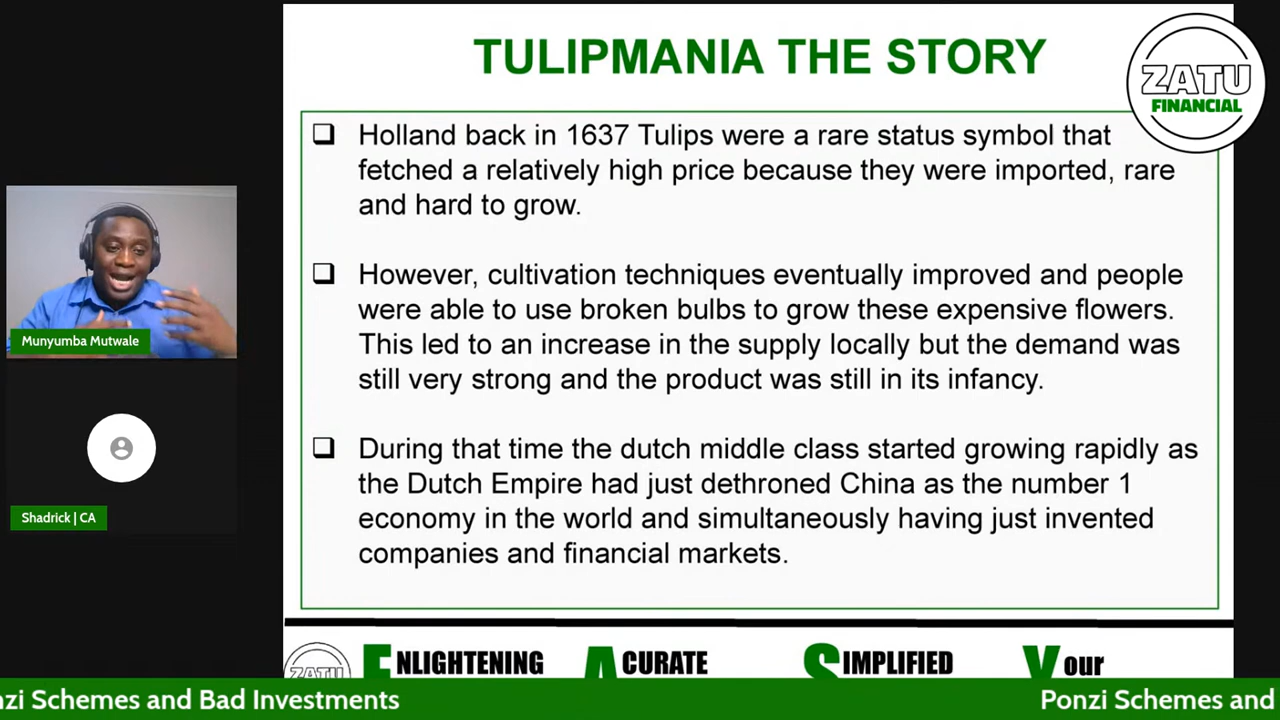 TULIPMANIA THE STORY
ZATU
FINANCIAL
❑ Holland back in 1637 Tulips were a rare status symbol that
fetched a relatively high price because they were imported, rare
and hard to grow.
❑ However, cultivation techniques eventually improved and people
were able to use broken bulbs to grow these expensive flowers.
This led to an increase in the supply locally but the demand was
still very strong and the product was still in its infancy.
❑ During that time the dutch middle class started growing rapidly as
the Dutch Empire had just dethroned China as the number 1
economy in the world and simultaneously having just invented
companies and financial markets.
Munyumba Mutwale
Shadrick | CA
ZATU
ENLIGHTENING ACURATE SIMPLIFIED YOUR
nzi Schemes and Bad Investments
Ponzi Schemes and